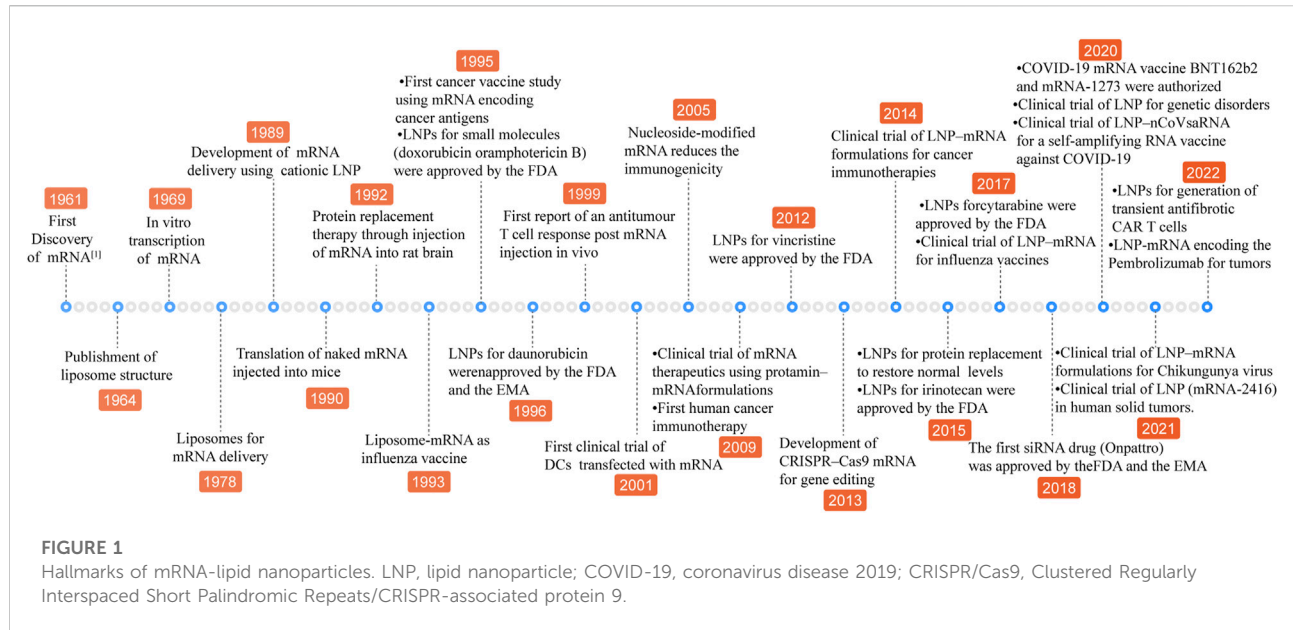 1961
First
Discovery
of mRNA[1]
Publishment of
liposome structure
1964
1969
In vitro
transcription
of mRNA
Liposomes for
mRNA delivery
1978
1989
Development of mRNA
delivery using cationic LNP
Translation of naked mRNA
injected into mice
1990
1992
Protein replacement
therapy through injection
of mRNA into rat brain
Liposome-mRNA as
influenza vaccine
1993
1995
•First cancer vaccine study
using mRNA encoding
cancer antigens
•LNPs for small molecules
(doxorubicin oramphotericin B)
were approved by the FDA
LNPs for daunorubicin
werenapproved by the FDA
and the EMA
1996
1999
First report of an antitumour
T cell response post mRNA
injection in vivo
First clinical trial of
DCs transfected with mRNA
2001
2005
Nucleoside-modified
mRNA reduces the
immunogenicity
•Clinical trial of mRNA
therapeutics using protamin–
mRNAformulations
•First human cancer
immunotherapy
2009
2012
LNPs for vincristine
were approved by the FDA
Development of
CRISPR–Cas9 mRNA
for gene editing
2013
2014
Clinical trial of LNP–mRNA
formulations for cancer
immunotherapies
•LNPs for protein replacement
to restore normal levels
•LNPs for irinotecan were
approved by the FDA
2015
2017
•LNPs forcytarabine were
approved by the FDA
•Clinical trial of LNP–mRNA
for influenza vaccines
The first siRNA drug (Onpattro)
was approved by theFDA and the EMA
2018
2020
•COVID-19 mRNA vaccine BNT162b2
and mRNA-1273 were authorized
•Clinical trial of LNP for genetic disorders
•Clinical trial of LNP–nCoVsaRNA
for a self-amplifying RNA vaccine
against COVID-19
•Clinical trial of LNP–mRNA
formulations for Chikungunya virus
•Clinical trial of LNP (mRNA-2416)
in human solid tumors.
2021
2022
•LNPs for generation of
transient antifibrotic
CAR T cells
•LNP-mRNA encoding the
Pembrolizumab for tumors
FIGURE 1
Hallmarks of mRNA-lipid nanoparticles. LNP, lipid nanoparticle; COVID-19, coronavirus disease 2019; CRISPR/Cas9, Clustered Regularly
Interspaced Short Palindromic Repeats/CRISPR-associated protein 9.